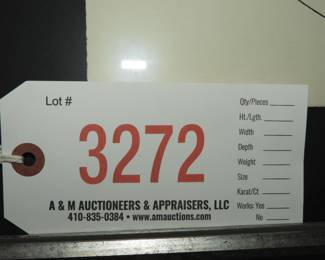 Lot #
3272
A & M AUCTIONEERS & APPRAISERS, LLC
410-835-0384 • www.amauctions.com
Qty/Pieces
Ht./Lgth.
Width
Depth
Weight
Size
Karat/Ct
Works: Yes
No